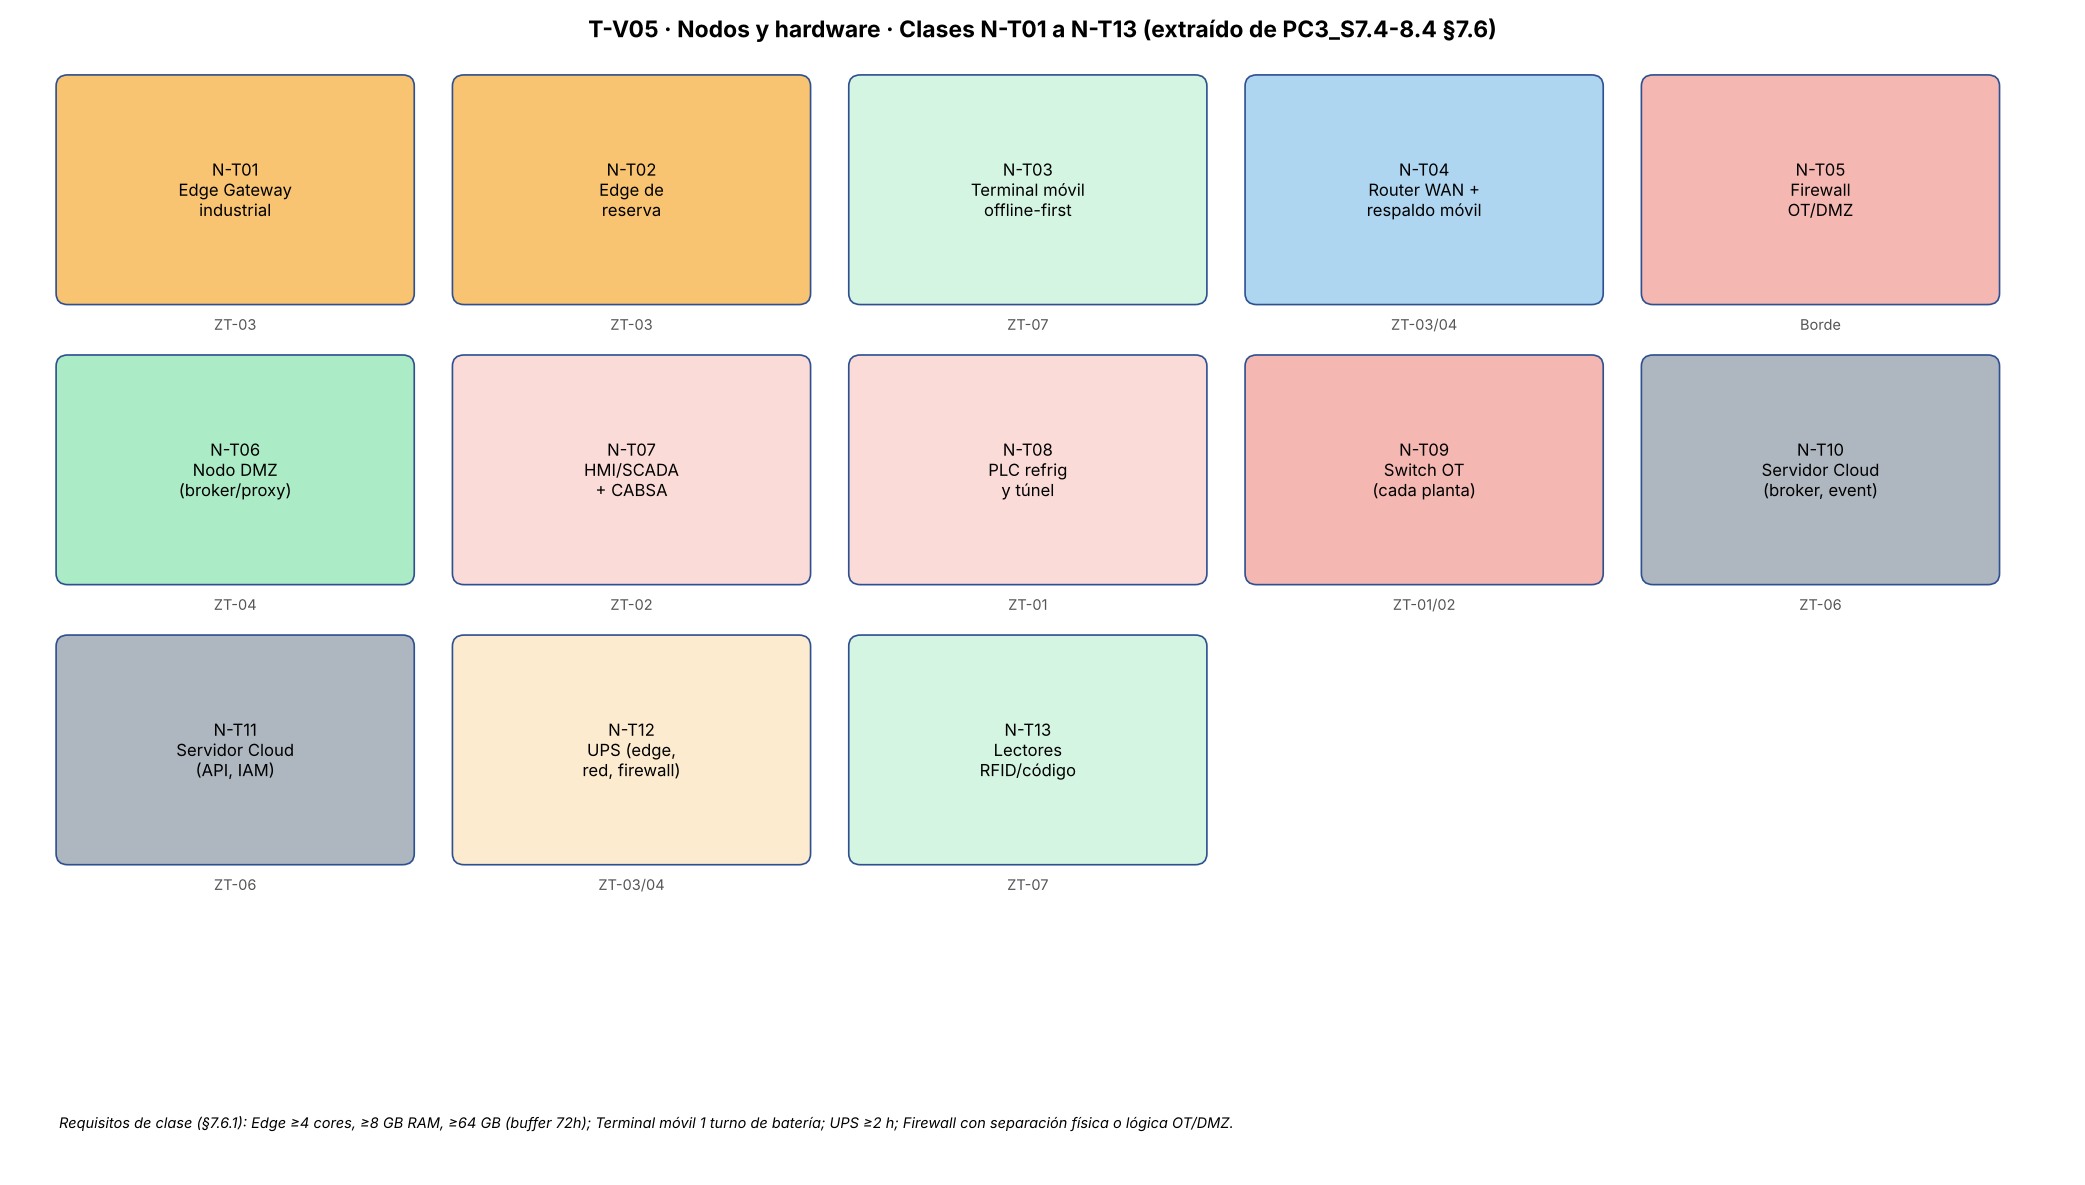 T-V05 · Nodos y hardware · Clases N-T01 a N-T13 (extraído de PC3_S7.4-8.4 §7.6)
N-T01
Edge Gateway
industrial
ZT-03
N-T02
Edge de
reserva
ZT-03
N-T03
Terminal móvil
offline-first
ZT-07
N-T04
Router WAN +
respaldo móvil
ZT-03/04
N-T05
Firewall
OT/DMZ
Borde
N-T06
Nodo DMZ
(broker/proxy)
ZT-04
N-T07
HMI/SCADA
+ CABSA
ZT-02
N-T08
PLC refrig
y túnel
ZT-01
N-T09
Switch OT
(cada planta)
ZT-01/02
N-T10
Servidor Cloud
(broker, event)
ZT-06
N-T11
Servidor Cloud
(API, IAM)
ZT-06
N-T12
UPS (edge,
red, firewall)
ZT-03/04
N-T13
Lectores
RFID/código
ZT-07
Requisitos de clase (§7.6.1): Edge ≥4 cores, ≥8 GB RAM, ≥64 GB (buffer 72h); Terminal móvil 1 turno de batería; UPS ≥2 h; Firewall con separación física o lógica OT/DMZ.